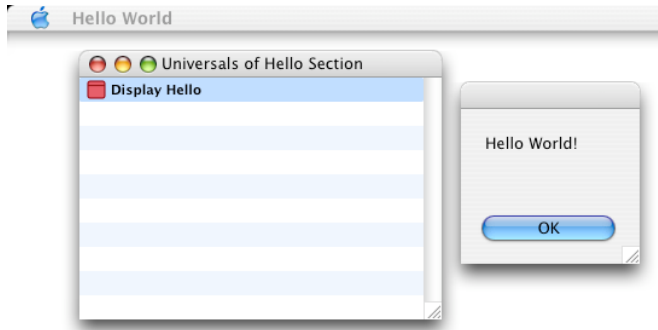 Hello World
Universals of Hello Section
Display Hello
Hello World!
OK